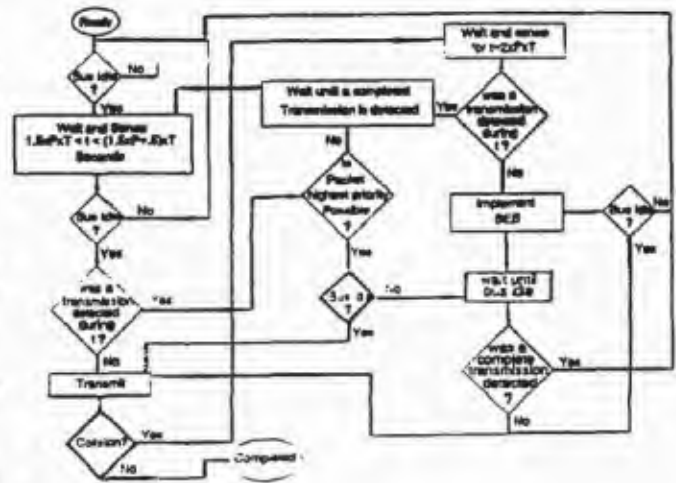 Ready
Bus Idle
?
No
Yes
Wait and Sense
1.5xPxT < t < (1.5xP+.5)xT
Seconds
Bus Idle
?
No
Yes
was a
transmission
detected
during
t ?
Yes
No
Transmit
Collision?
Yes
No
Completed
Wait until a completed
Transmission is detected
No
Is
Packet
highest priority
Possible
?
Yes
?
No
Yes
Wait and sense
for t=2xPxT
was a
transmission
detected
during
t ?
Yes
No
Implement
BEB
Bus Idle
?
No
Yes
wait until
bus idle
was a
complete
transmission
detected
?
Yes
No